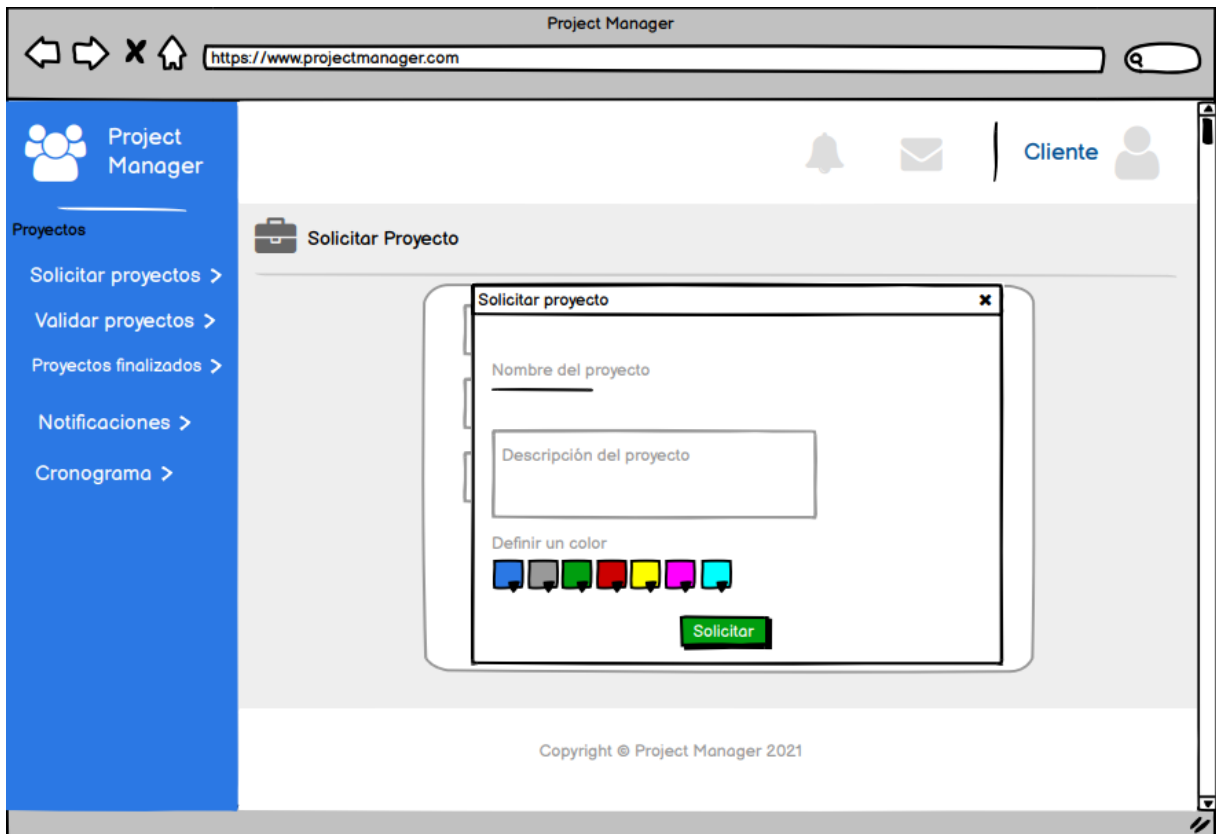 Project Manager
https://www.projectmanager.com
Project
Manager
Cliente
Proyectos
Solicitar proyectos >
Validar proyectos >
Proyectos finalizados >
Notificaciones >
Cronograma >
Solicitar Proyecto
Solicitar proyecto
Nombre del proyecto
Descripción del proyecto
Definir un color
Solicitar
Copyright © Project Manager 2021